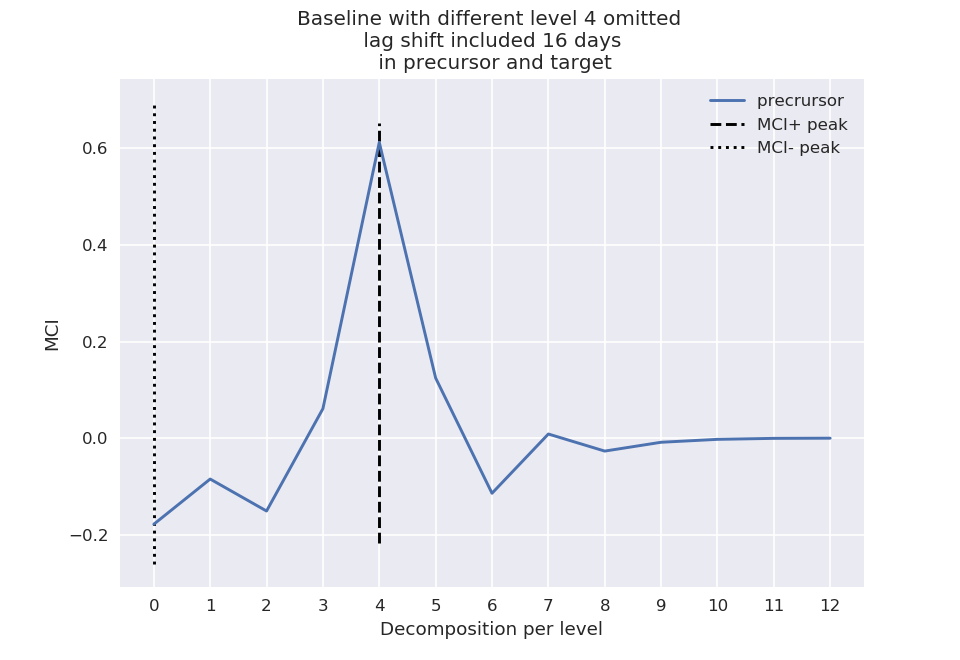 Baseline with different level 4 omitted
lag shift included 16 days
in precursor and target
precrursor
MCI+ peak
MCI- peak
0.6
0.4
0.2
0.0
−0.2
MCI
0 1 2 3 4 5 6 7 8 9 10 11 12
Decomposition per level